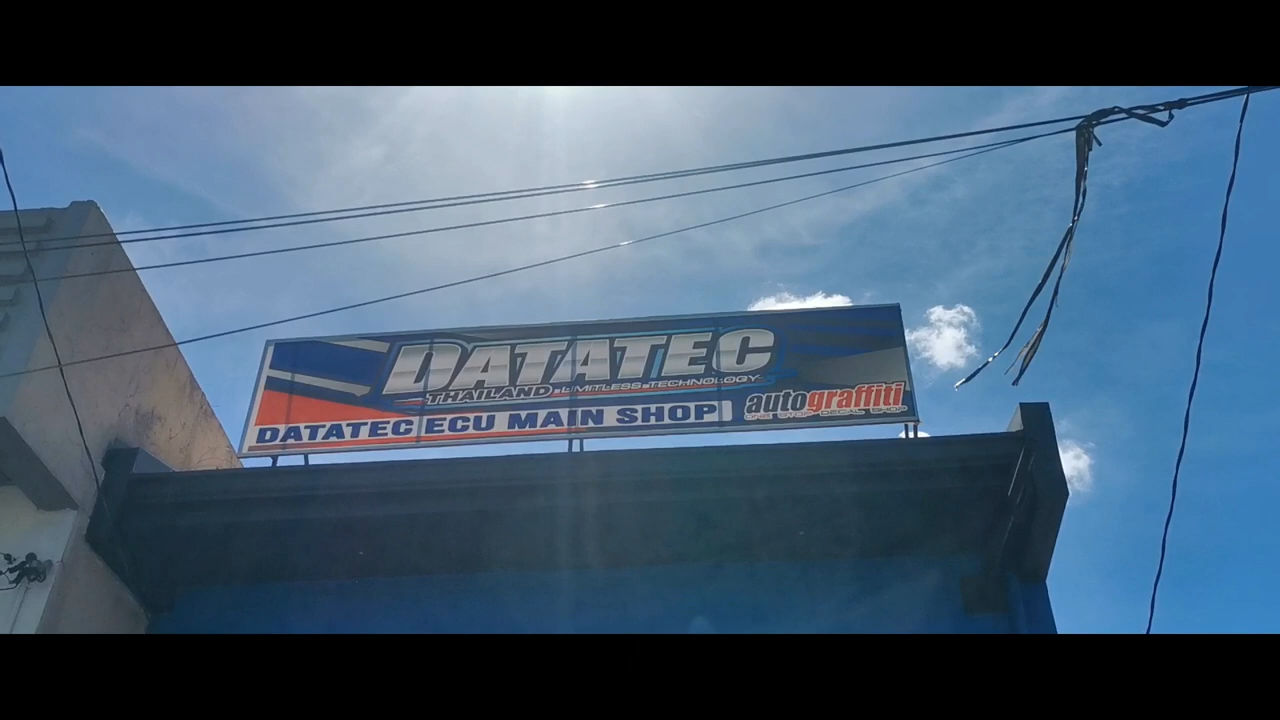 DATATEC
THAILAND LIMITLESS TECHNOLOGY
DATATEC ECU MAIN SHOP
autograffiti
ONE STOP DECAL SHOP